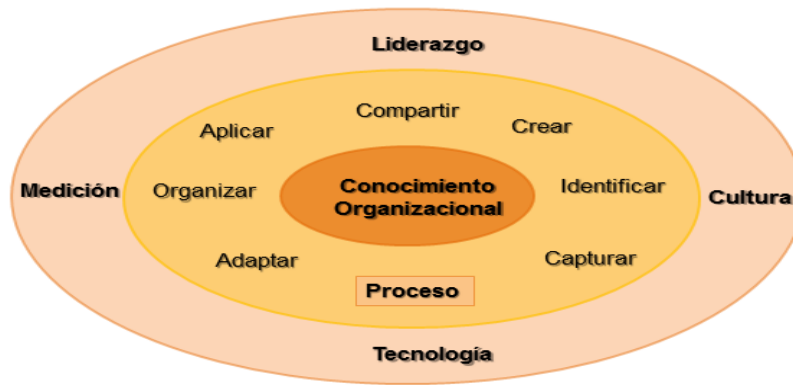 Liderazgo
Compartir
Aplicar
Crear
Medición
Organizar
Conocimiento
Organizacional
Identificar
Cultura
Adaptar
Capturar
Proceso
Tecnología